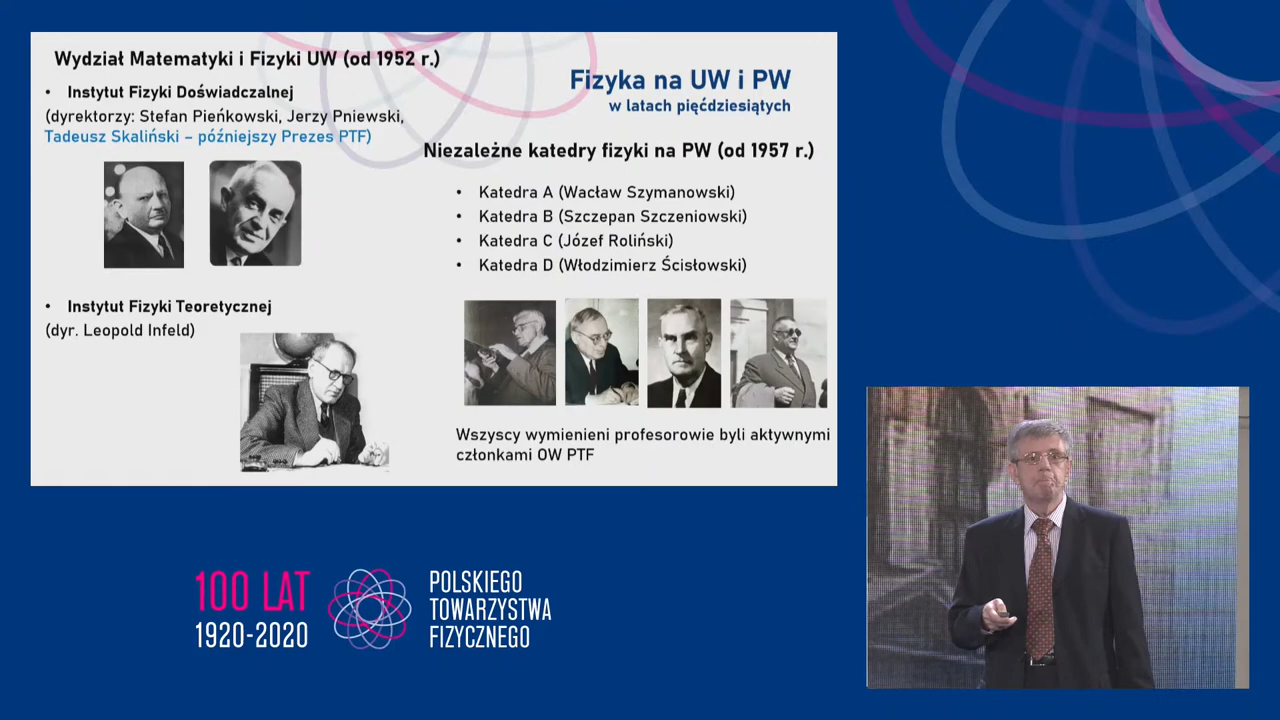 Wydział Matematyki i Fizyki UW (od 1952 r.)
• Instytut Fizyki Doświadczalnej
(dyrektorzy: Stefan Pieńkowski, Jerzy Pniewski,
Tadeusz Skaliński – późniejszy Prezes PTF)
• Instytut Fizyki Teoretycznej
(dyr. Leopold Infeld)
Fizyka na UW i PW
w latach pięćdziesiątych
Niezależne katedry fizyki na PW (od 1957 r.)
• Katedra A (Wacław Szymanowski)
• Katedra B (Szczepan Szczeniowski)
• Katedra C (Józef Roliński)
• Katedra D (Włodzimierz Ścisłowski)
Wszyscy wymienieni profesorowie byli aktywnymi
członkami OW PTF
100 LAT
1920-2020
POLSKIEGO
TOWARZYSTWA
FIZYCZNEGO